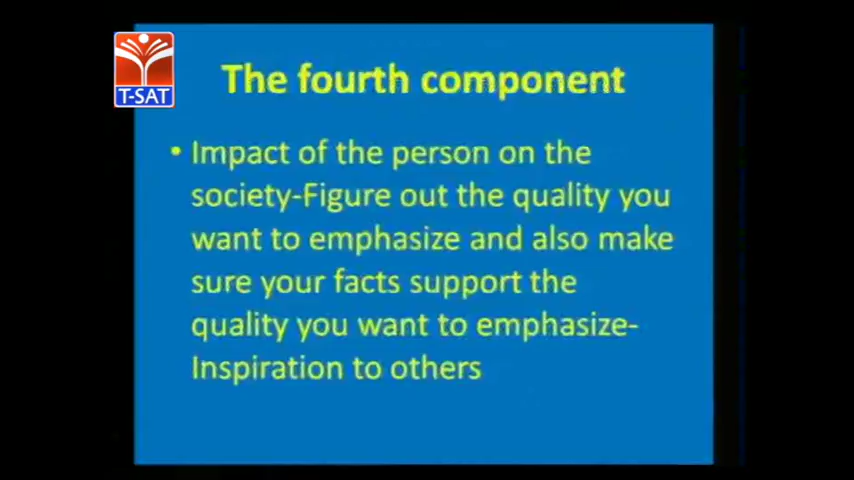 T-SAT
The fourth component
• Impact of the person on the
society-Figure out the quality you
want to emphasize and also make
sure your facts support the
quality you want to emphasize-
Inspiration to others